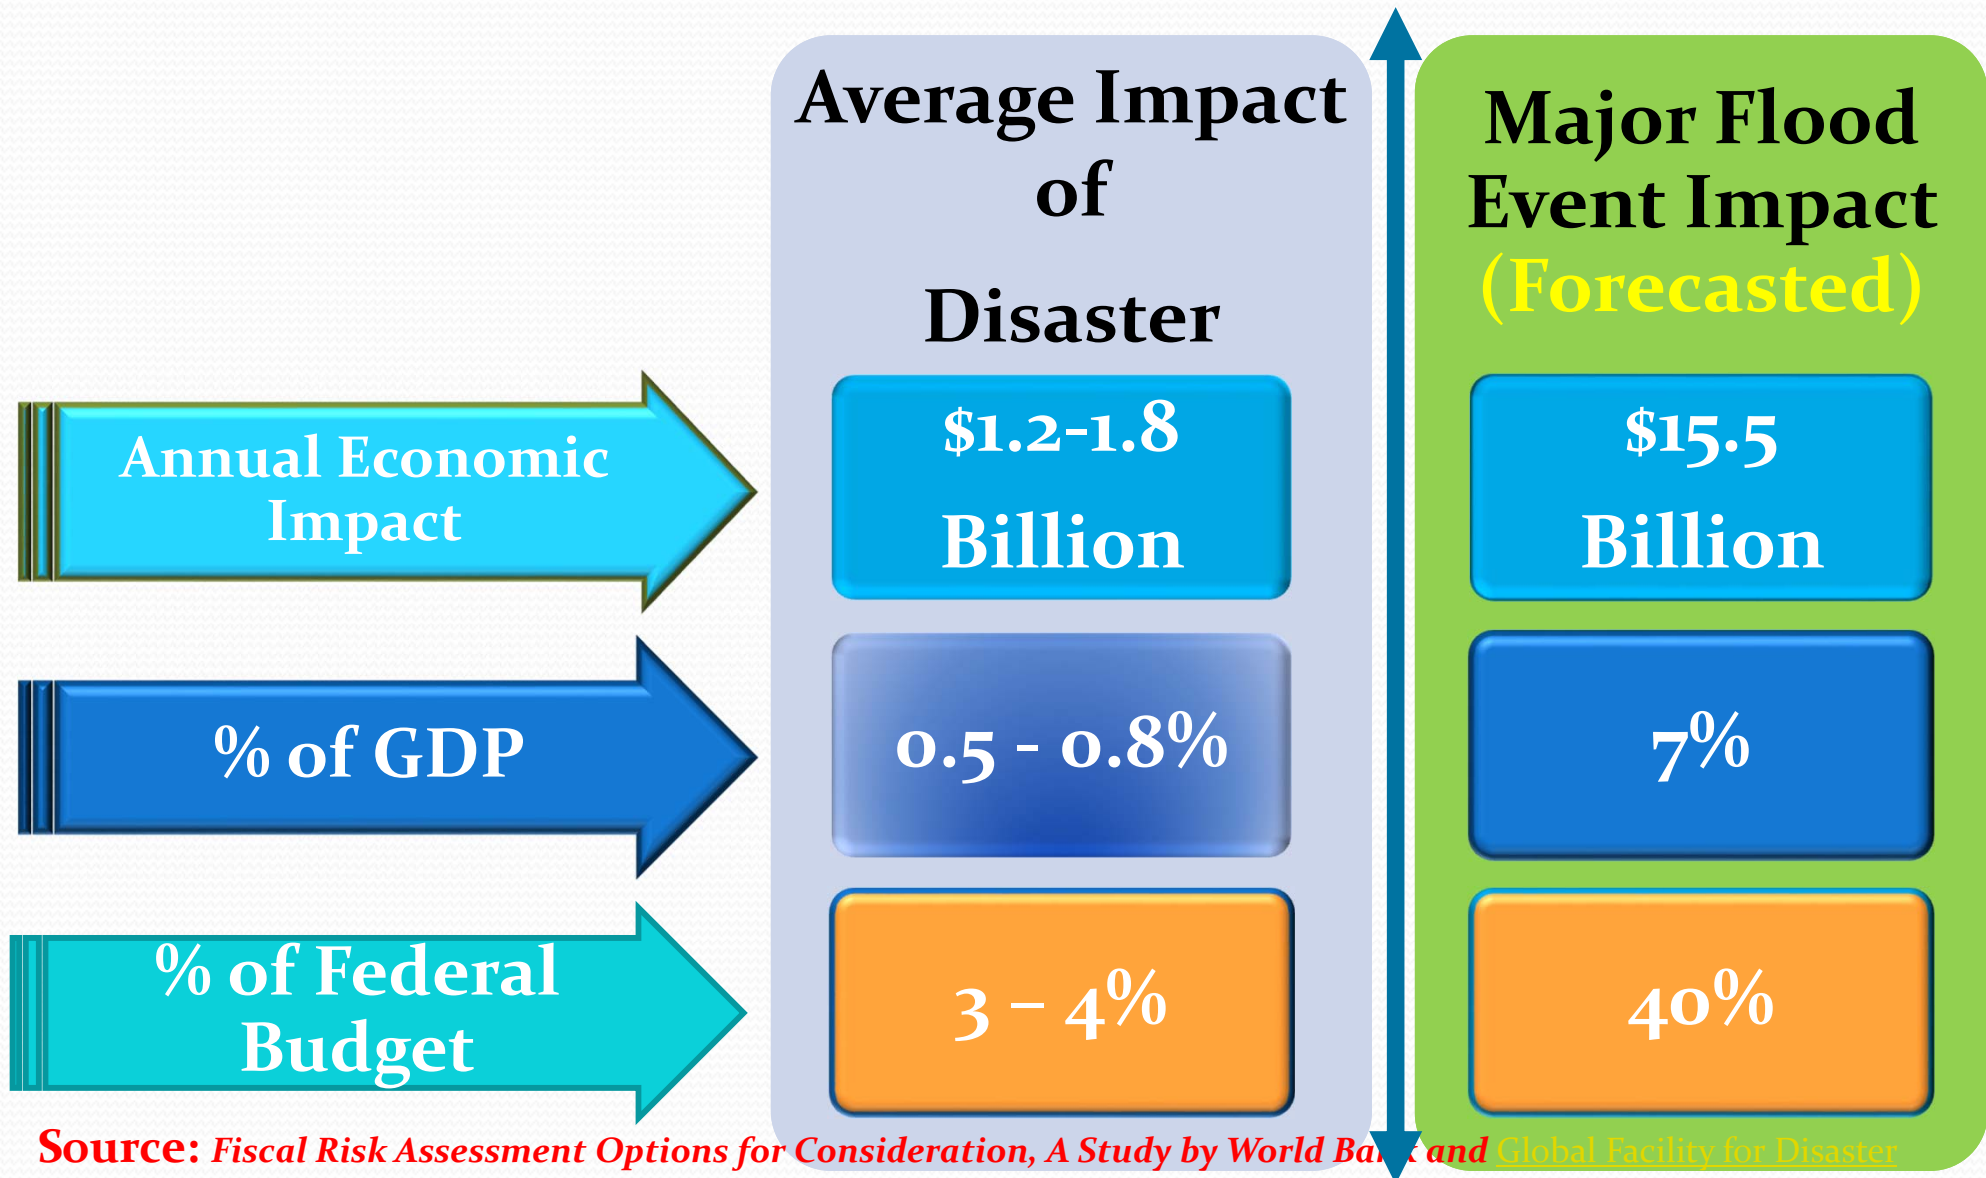 Average Impact
of
Disaster
Major Flood
Event Impact
(Forecasted)
Annual Economic
Impact
$1.2-1.8
Billion
$15.5
Billion
% of GDP
0.5 - 0.8%
7%
% of Federal
Budget
3 – 4%
40%
Source: Fiscal Risk Assessment Options for Consideration, A Study by World Bank and Global Facility for Disaster